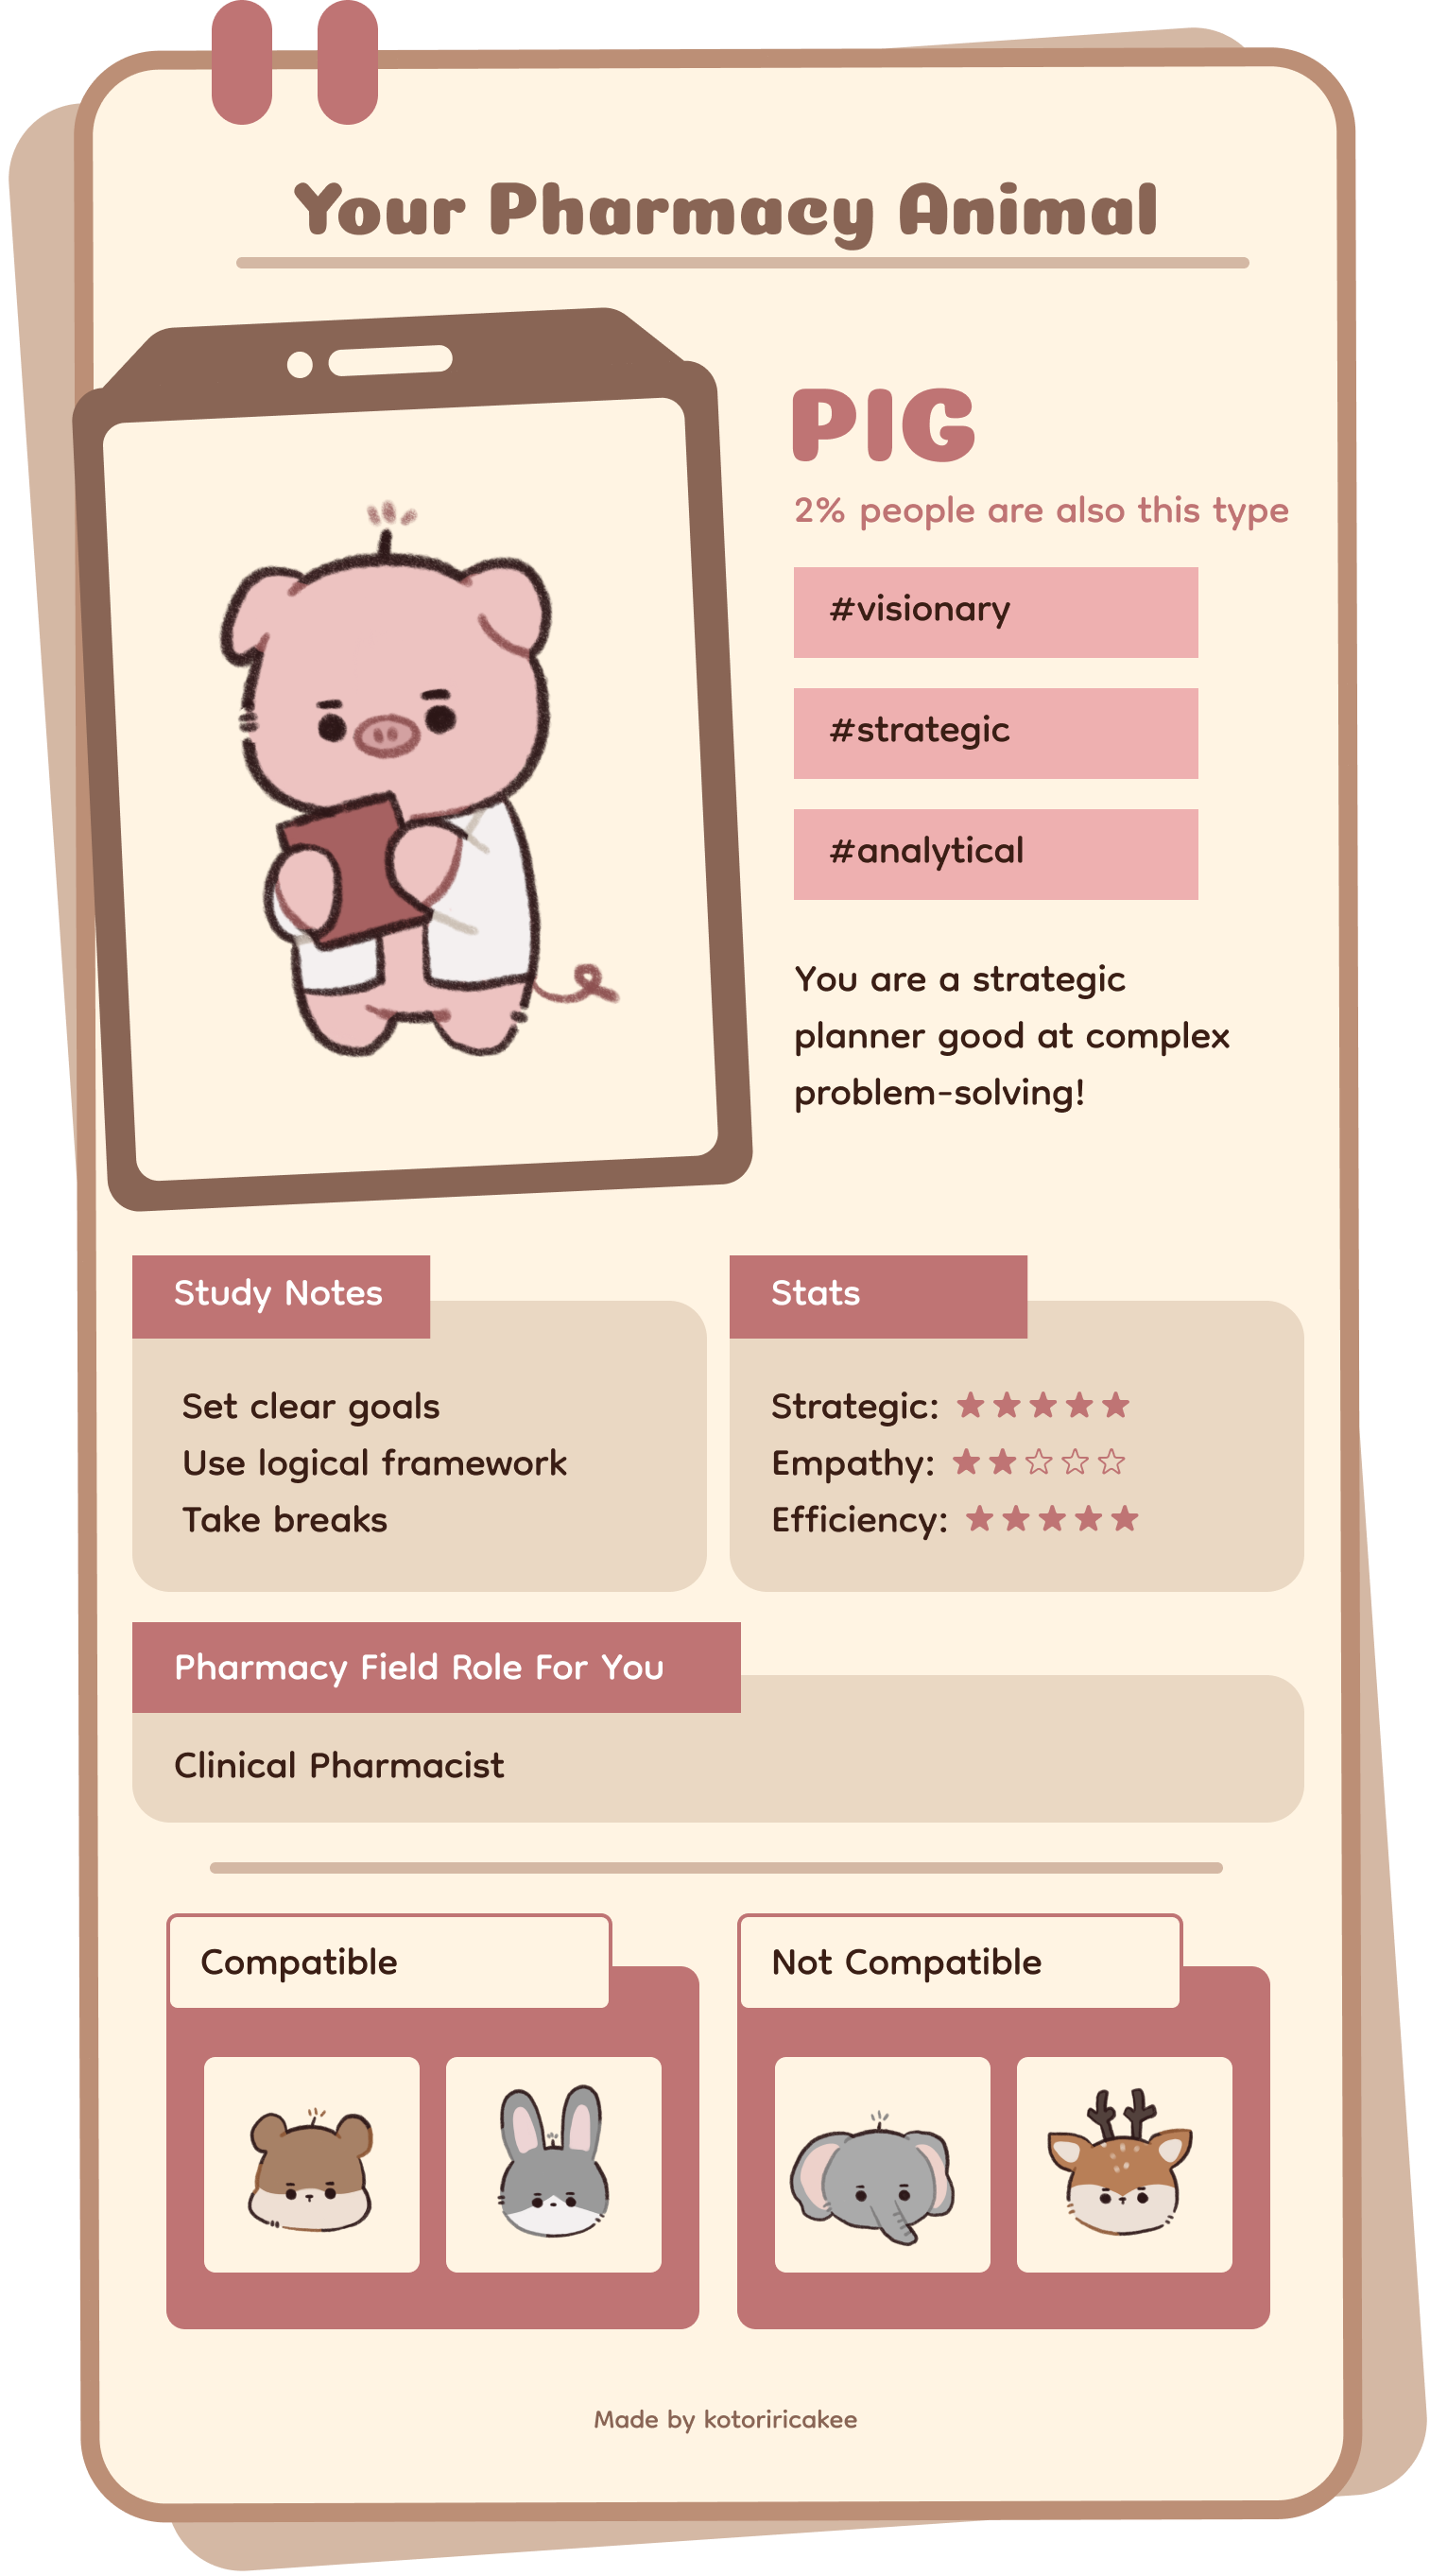 Your Pharmacy Animal
PIG
2% people are also this type
#visionary
#strategic
#analytical
You are a strategic
planner good at complex
problem-solving!
Study Notes
Set clear goals
Use logical framework
Take breaks
Stats
Strategic: ★★★★★
Empathy: ★★☆☆☆
Efficiency: ★★★★★
Pharmacy Field Role For You
Clinical Pharmacist
Compatible
Not Compatible
Made by kotoriricakee